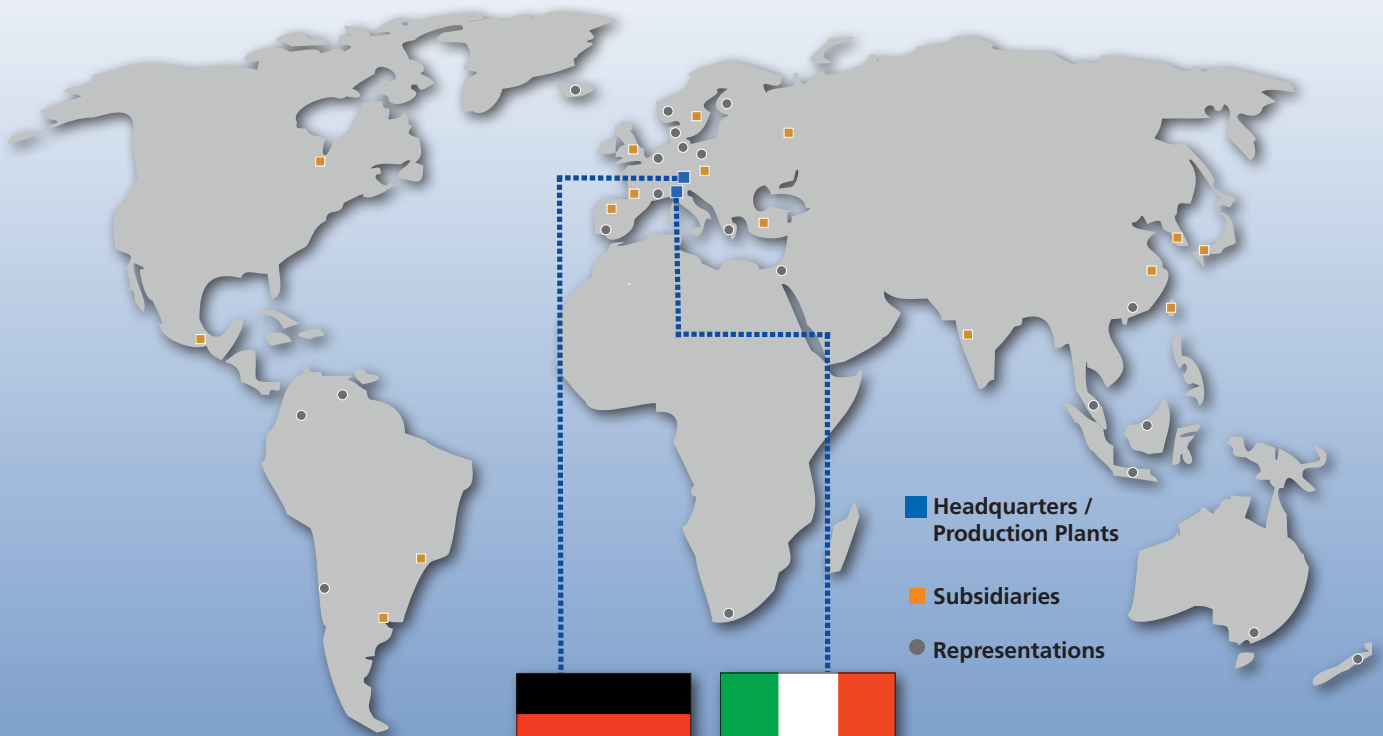 Headquarters /
Production Plants
Subsidiaries
Representations